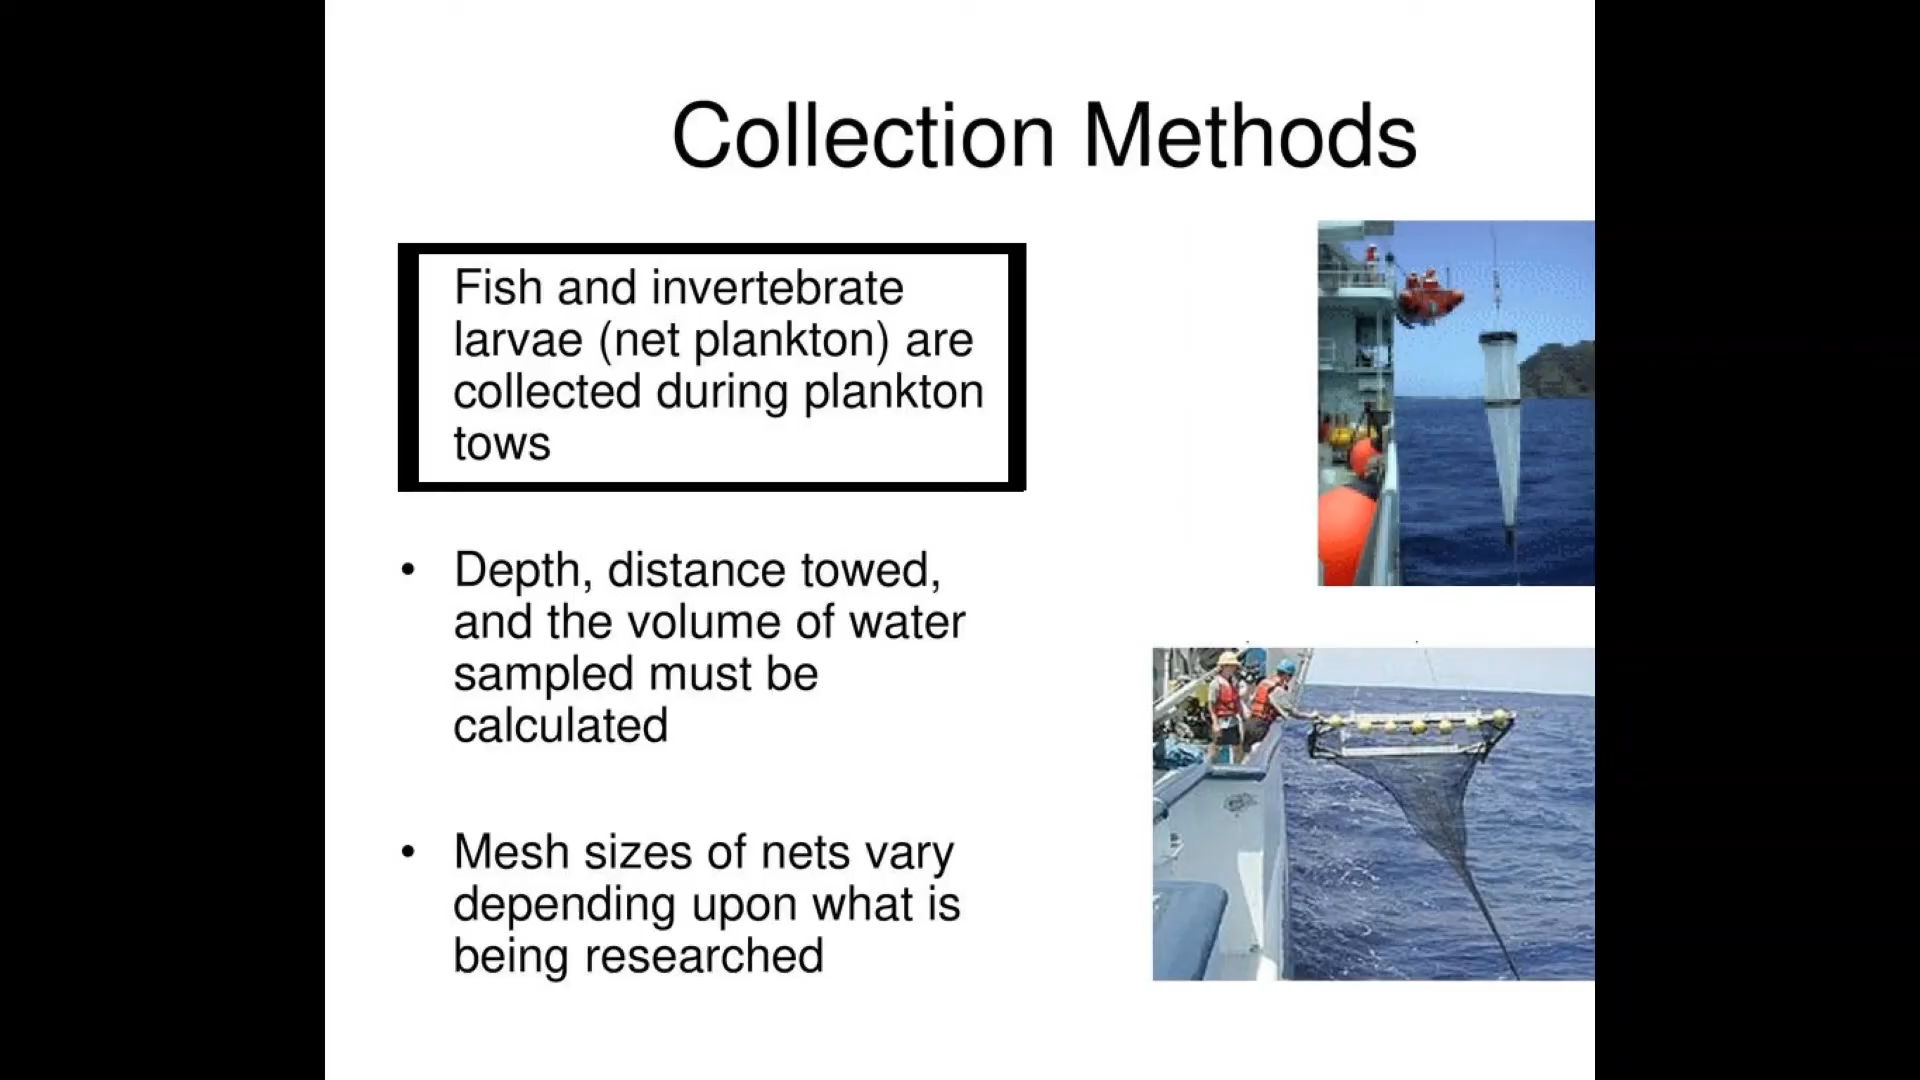 Collection Methods
Fish and invertebrate
larvae (net plankton) are
collected during plankton
tows
• Depth, distance towed,
and the volume of water
sampled must be
calculated
• Mesh sizes of nets vary
depending upon what is
being researched